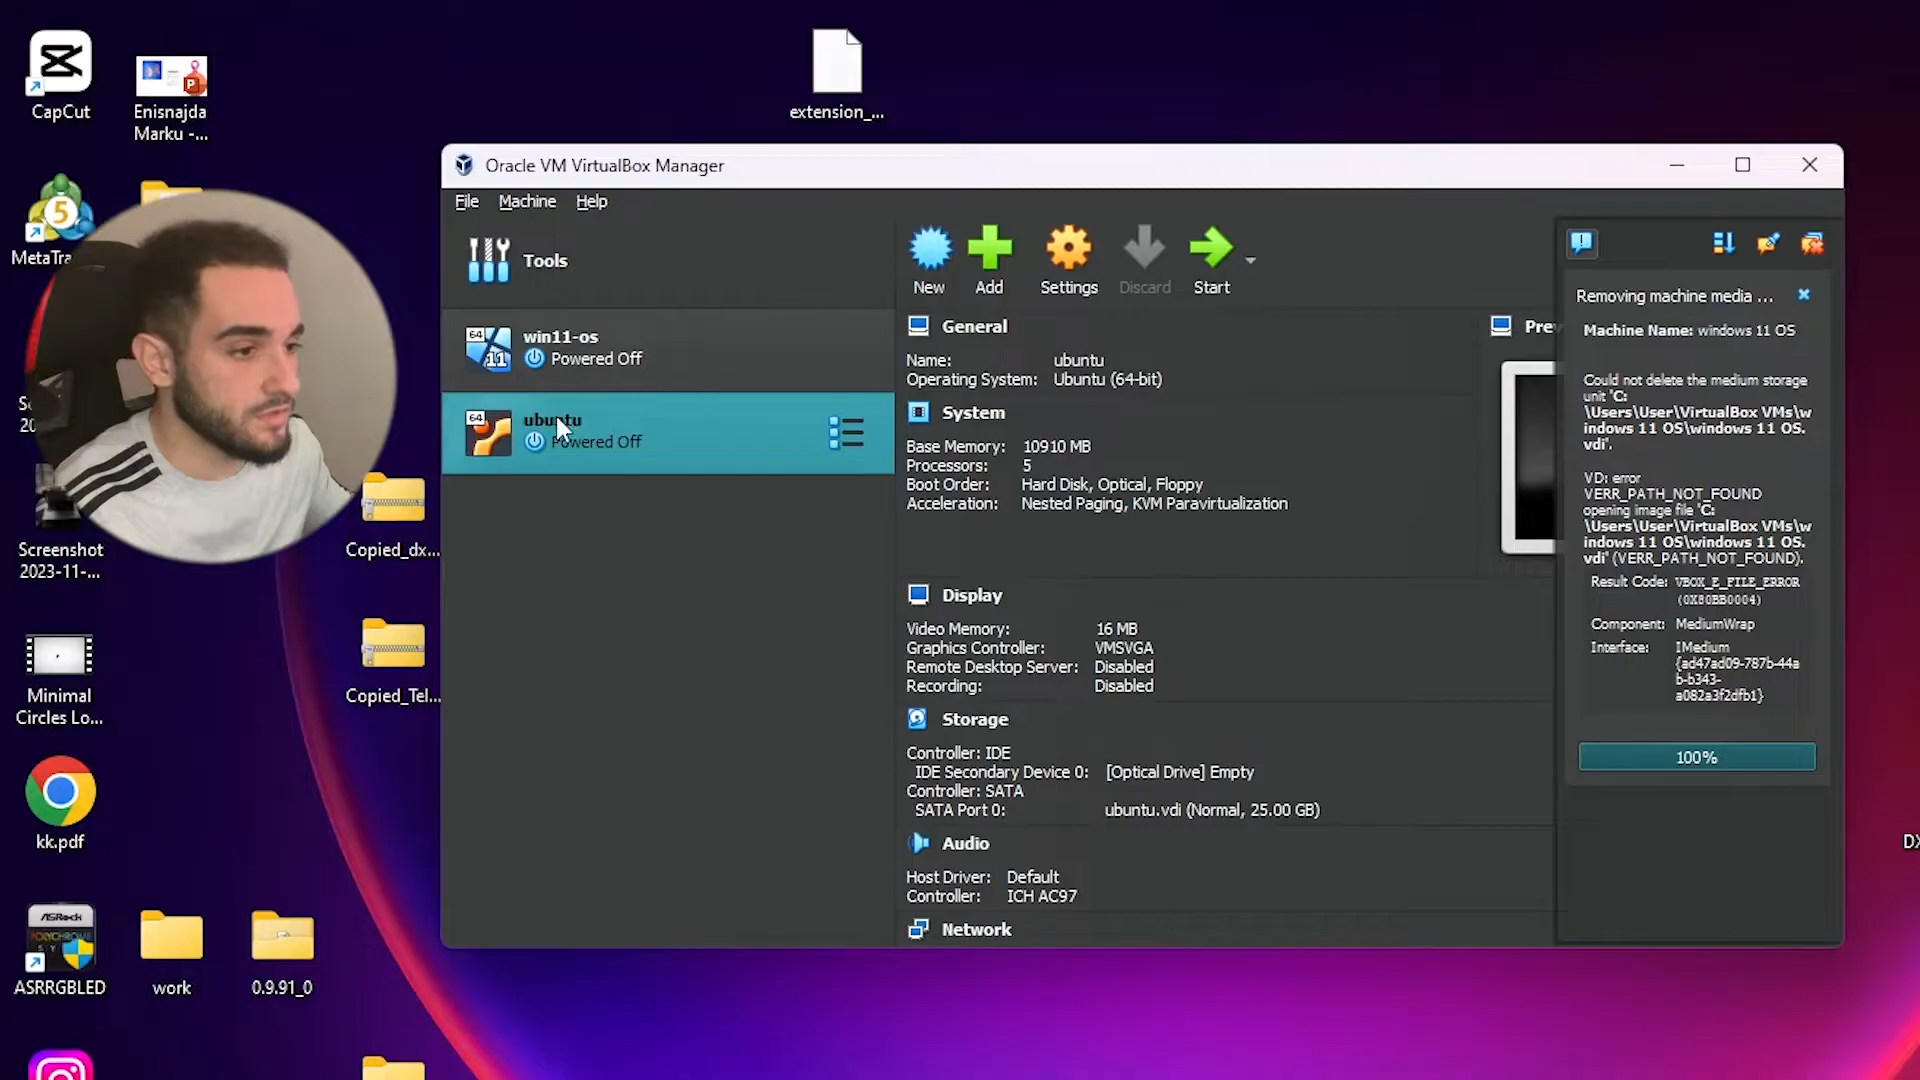 CapCut
Enisnajda
Marku -...
extension_...
MetaTra
Screenshot
2023-11-...
Copied_dx...
Copied_Tel...
Minimal
Circles Lo...
kk.pdf
ASRock
POLYCHROME
ASRRGBLED
work
0.9.91_0
Oracle VM VirtualBox Manager
File Machine Help
Tools
New Add Settings Discard Start
64
11
win11-os
Powered Off
64
ubuntu
Powered Off
General
Name: ubuntu
Operating System: Ubuntu (64-bit)
System
Base Memory: 10910 MB
Processors: 5
Boot Order: Hard Disk, Optical, Floppy
Acceleration: Nested Paging, KVM Paravirtualization
Display
Video Memory: 16 MB
Graphics Controller: VMSVGA
Remote Desktop Server: Disabled
Recording: Disabled
Storage
Controller: IDE
IDE Secondary Device 0: [Optical Drive] Empty
Controller: SATA
SATA Port 0: ubuntu.vdi (Normal, 25.00 GB)
Audio
Host Driver: Default
Controller: ICH AC97
Network
Prev
Removing machine media ...
Machine Name: windows 11 OS
Could not delete the medium storage
unit 'C:
\Users\User\VirtualBox VMs\w
indows 11 OS\windows 11 OS.
vdi'.
VD: error
VERR_PATH_NOT_FOUND
opening image file 'C:
\Users\User\VirtualBox VMs\w
indows 11 OS\windows 11 OS.
vdi' (VERR_PATH_NOT_FOUND).
Result Code: VBOX_E_FILE_ERROR
(0X80BB0004)
Component: MediumWrap
Interface: IMedium
{ad47ad09-787b-44a
b-b343-
a082a3f2dfb1}
100%
DX